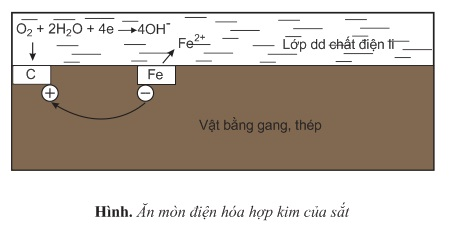 O₂ + 2H₂O + 4e → 4OH⁻
Fe²⁺
Lớp dd chất điện li
C
Fe
+
−
Vật bằng gang, thép
Hình. Ăn mòn điện hóa hợp kim của sắt